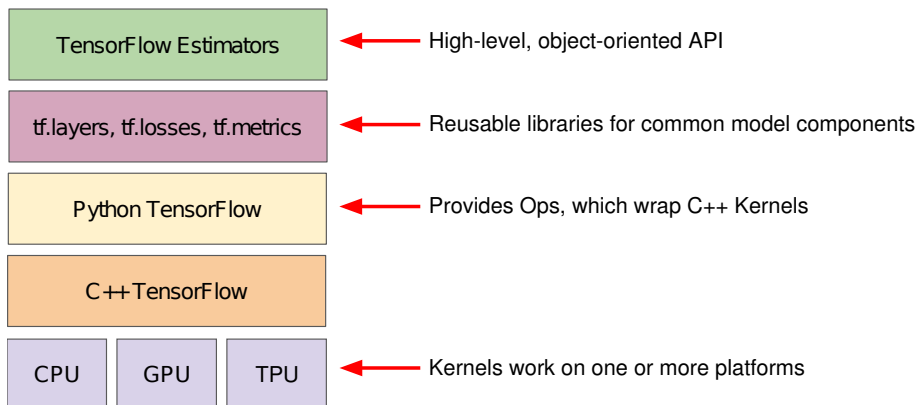 TensorFlow Estimators
High-level, object-oriented API
tf.layers, tf.losses, tf.metrics
Reusable libraries for common model components
Python TensorFlow
Provides Ops, which wrap C++ Kernels
C++ TensorFlow
CPU
GPU
TPU
Kernels work on one or more platforms